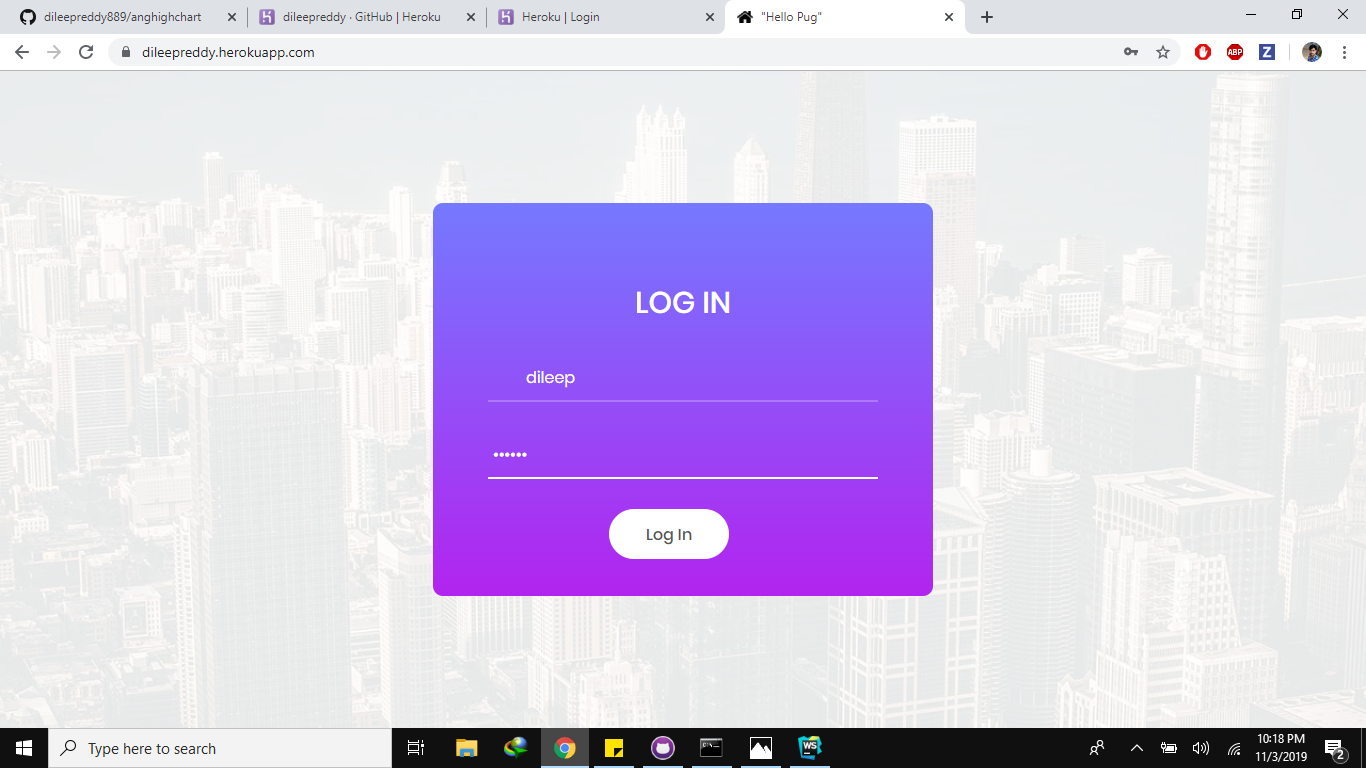 dileepreddy889/anghighchart
dileepreddy · GitHub | Heroku
Heroku | Login
"Hello Pug"
dileepreddy.herokuapp.com
ABP
Z
LOG IN
dileep
••••••
Log In
Type here to search
C:\_
WS
10:18 PM
11/3/2019
2